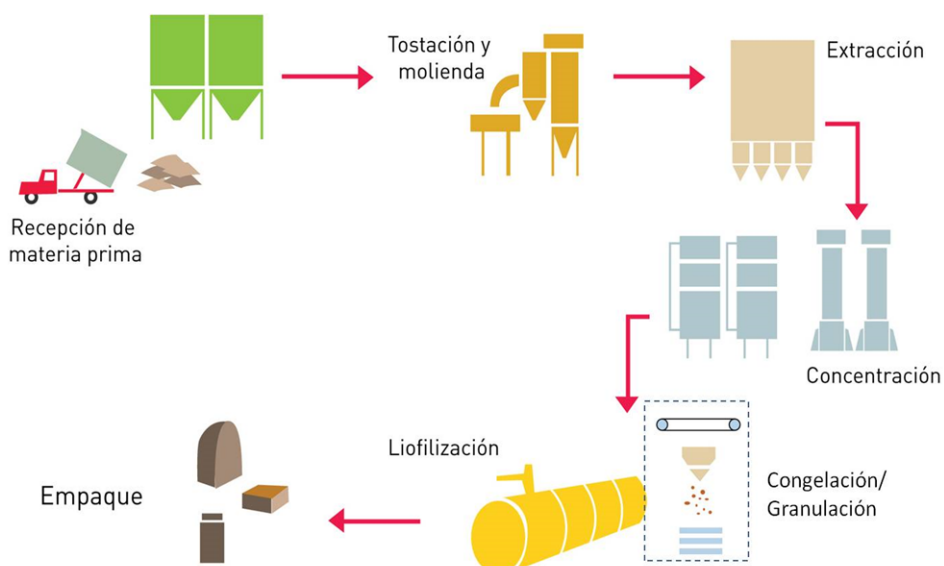 Recepción de
materia prima
Tostación y
molienda
Extracción
Concentración
Congelación/
Granulación
Liofilización
Empaque